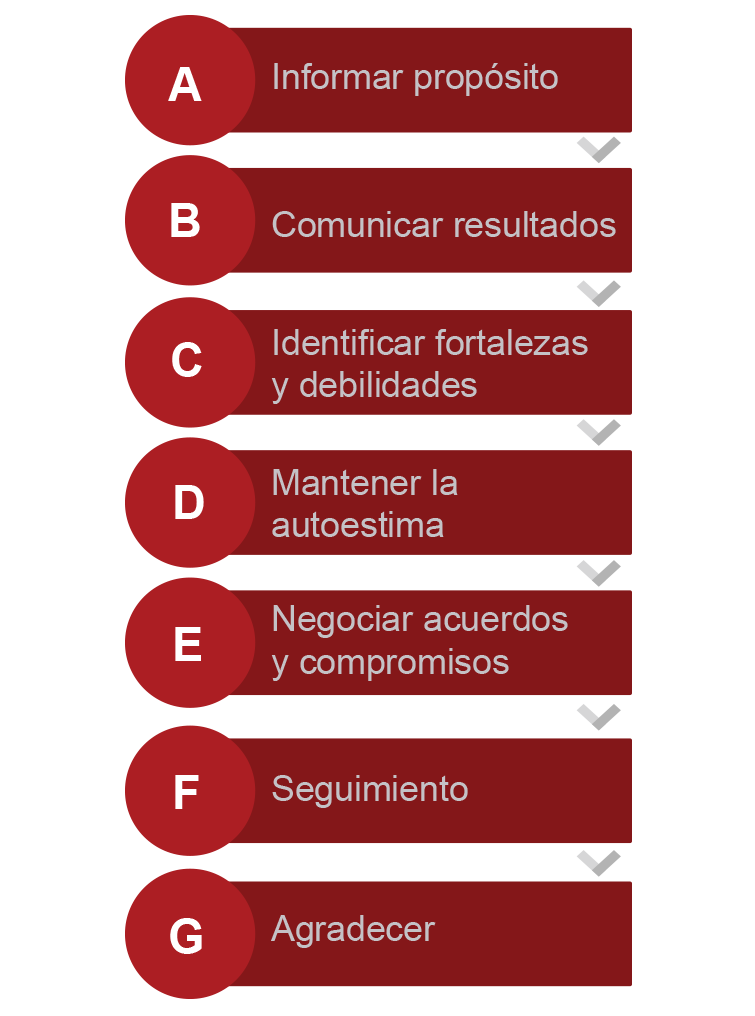 A
Informar propósito
B
Comunicar resultados
C
Identificar fortalezas
y debilidades
D
Mantener la
autoestima
E
Negociar acuerdos
y compromisos
F
Seguimiento
G
Agradecer